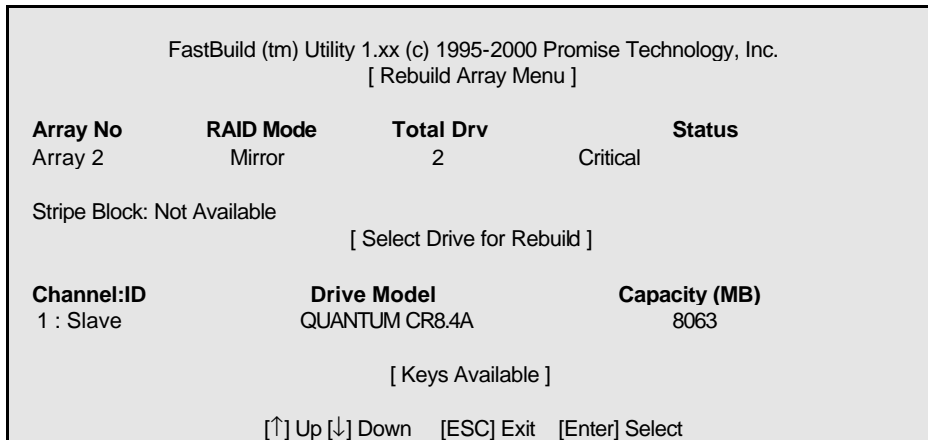 FastBuild (tm) Utility 1.xx (c) 1995-2000 Promise Technology, Inc.
[ Rebuild Array Menu ]
Array No RAID Mode Total Drv Status
Array 2 Mirror 2 Critical
Stripe Block: Not Available
[ Select Drive for Rebuild ]
Channel:ID Drive Model Capacity (MB)
1 : Slave QUANTUM CR8.4A 8063
[ Keys Available ]
[↑] Up [↓] Down [ESC] Exit [Enter] Select